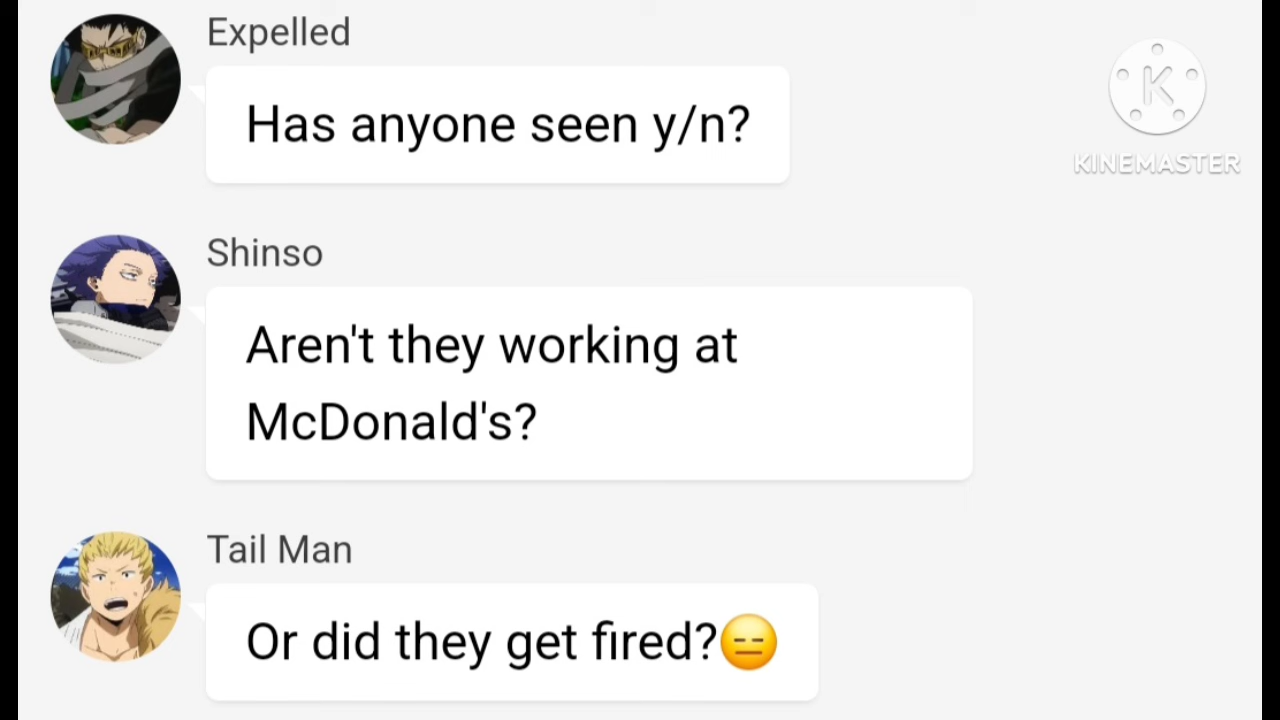 Expelled
Has anyone seen y/n?
K
KINEMASTER
Shinso
Aren't they working at
McDonald's?
Tail Man
Or did they get fired?😑